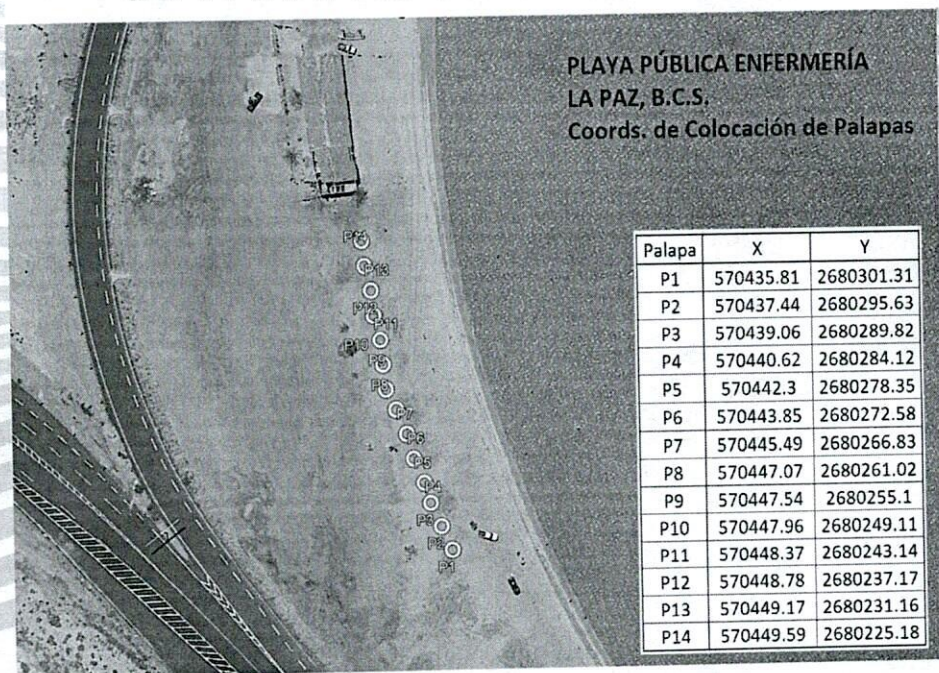 PLAYA PÚBLICA ENFERMERÍA
LA PAZ, B.C.S.
Coords. de Colocación de Palapas
Palapa X Y
P1 570435.81 2680301.31
P2 570437.44 2680295.63
P3 570439.06 2680289.82
P4 570440.62 2680284.12
P5 570442.3 2680278.35
P6 570443.85 2680272.58
P7 570445.49 2680266.83
P8 570447.07 2680261.02
P9 570447.54 2680255.1
P10 570447.96 2680249.11
P11 570448.37 2680243.14
P12 570448.78 2680237.17
P13 570449.17 2680231.16
P14 570449.59 2680225.18
P14
P13
P12
P11
P10
P9
P8
P7
P6
P5
P4
P3
P2
P1